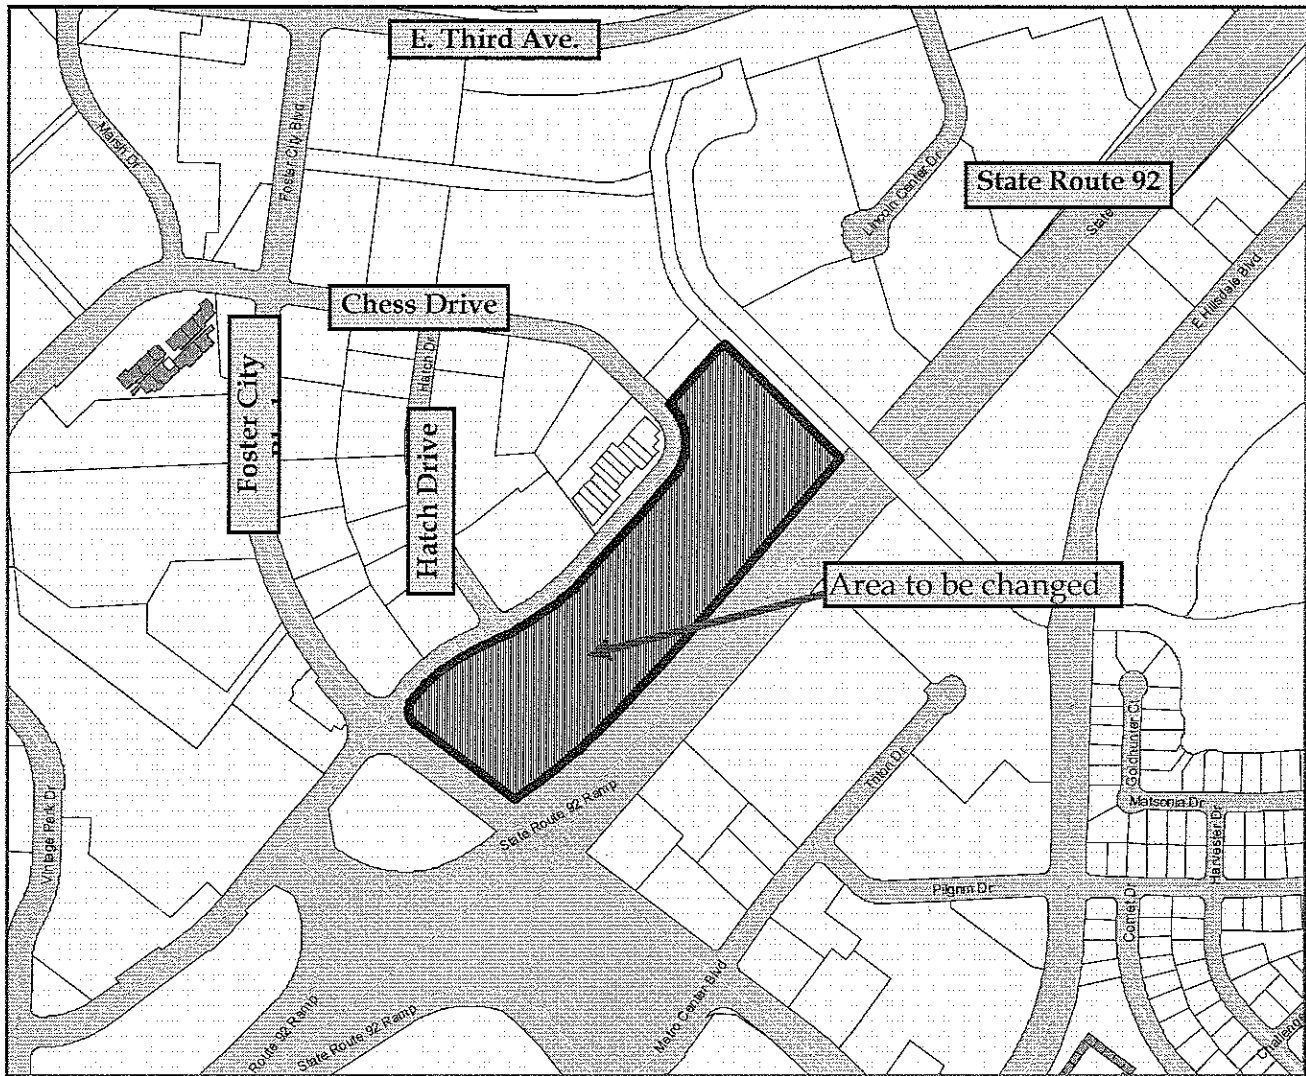 E. Third Ave.
Marsh Dr
Foster City Blvd
Lincoln Center Dr
State Route 92
State
E Hillsdale Blvd
Chess Drive
Hatch Dr
Foster City
Hatch Drive
Area to be changed
Goldhunter Ct
Triton Dr
Matsonia Dr
Harvester Dr
State Route 92 Ramp
Vintage Park Dr
Pilgrim Dr
Comet Dr
Metro Center Blvd
Route 92 Ramp
State Route 92 Ramp